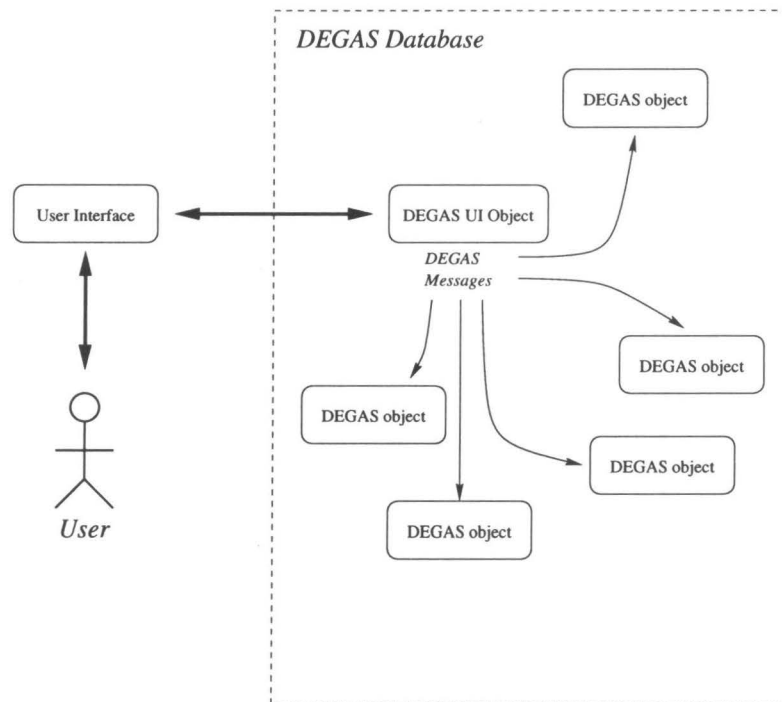 DEGAS Database
DEGAS object
User Interface
DEGAS UI Object
DEGAS
Messages
DEGAS object
DEGAS object
DEGAS object
DEGAS object
User